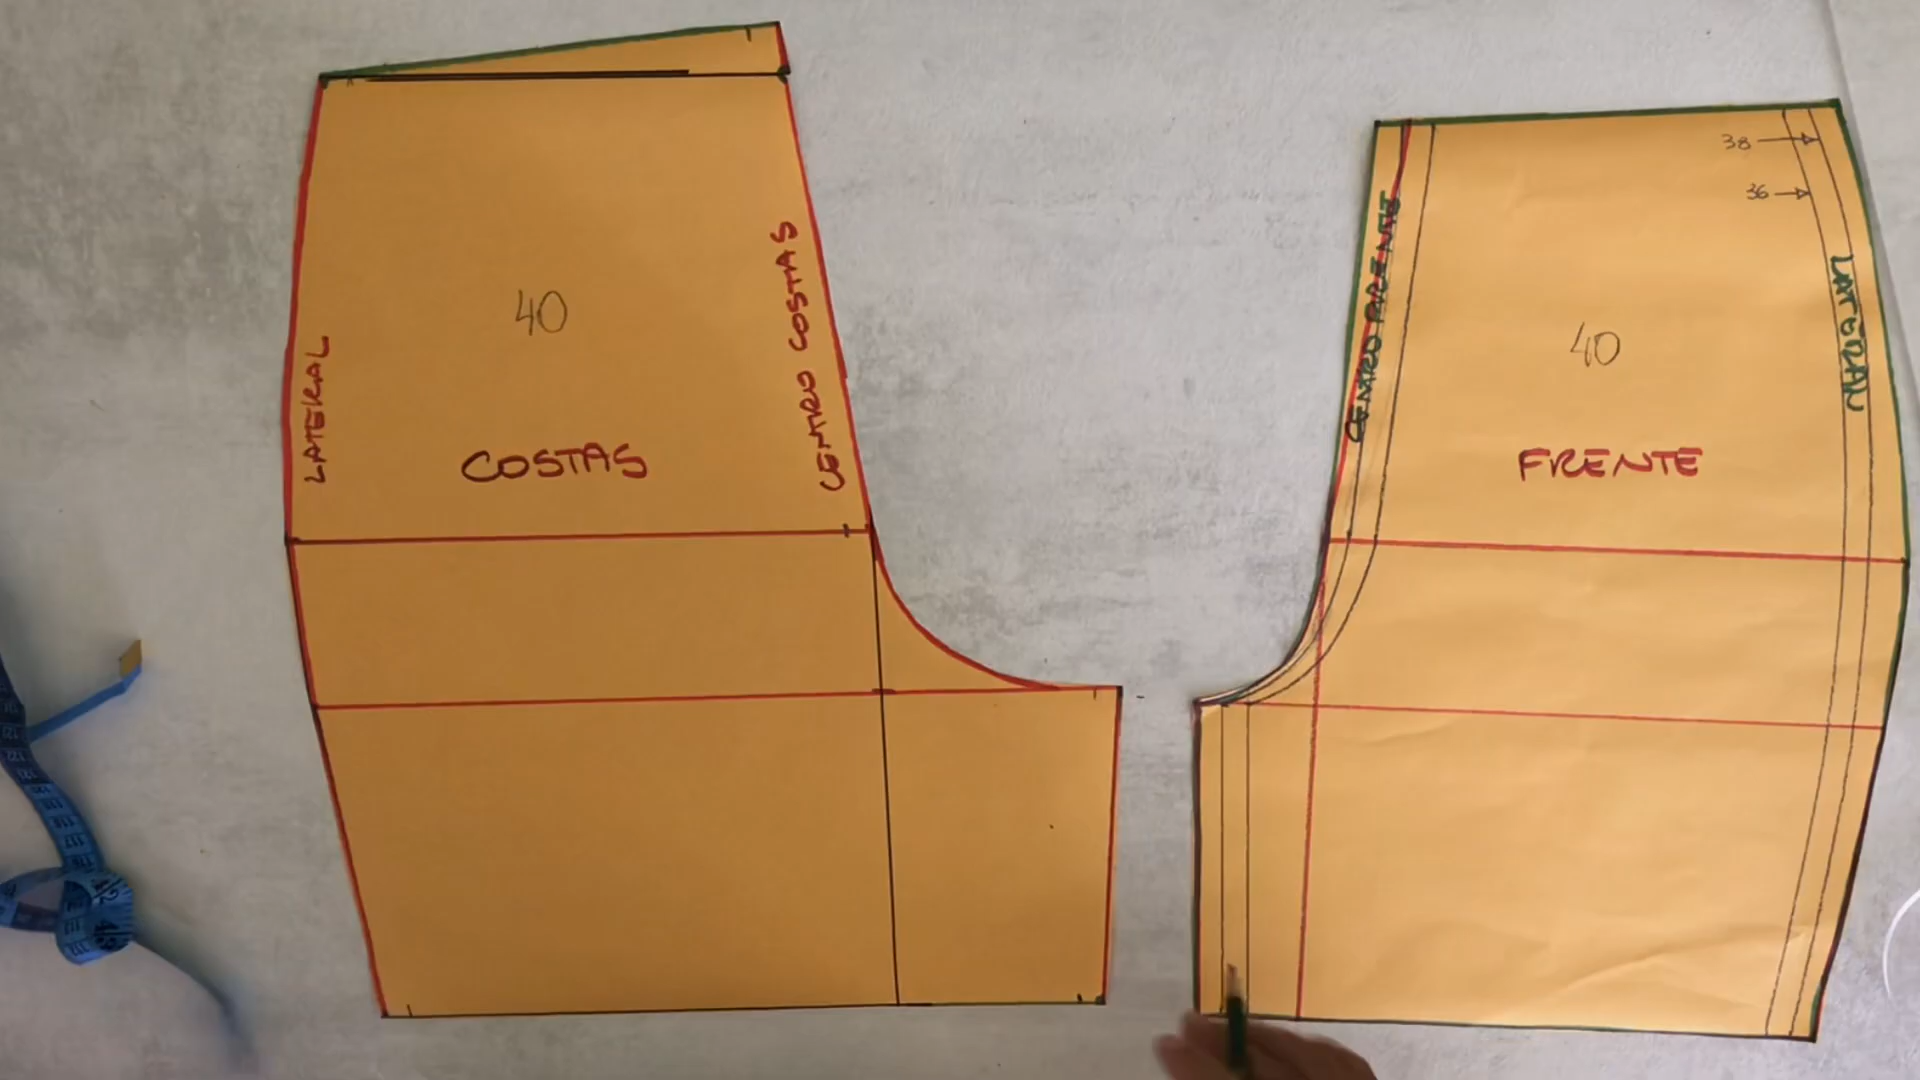 LATERAL
40
COSTAS
CENTRO COSTAS
CENTRO FRENTE
38
36
40
FRENTE
LATERAL